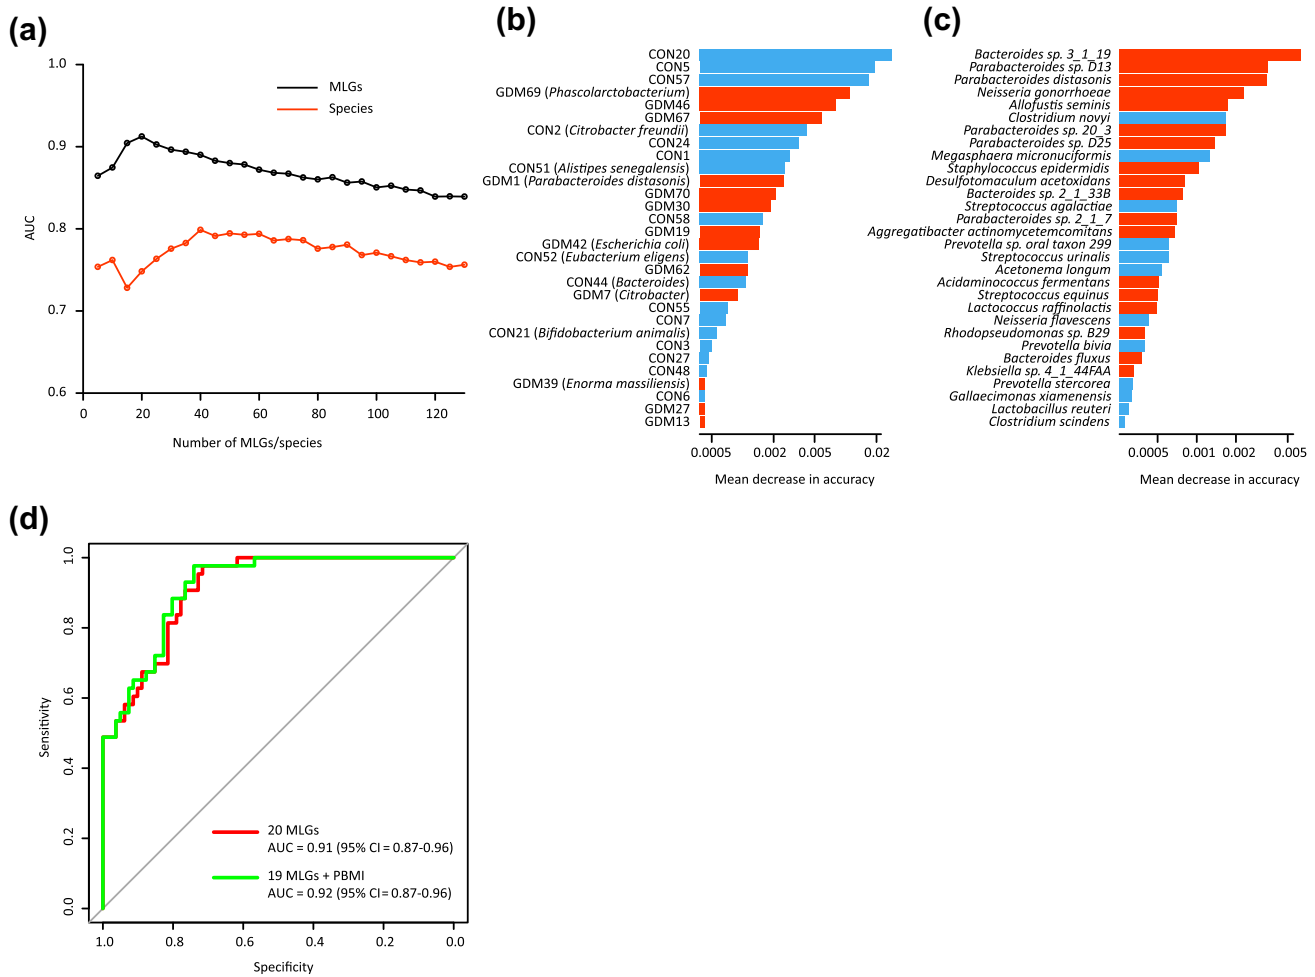 (a)
1.0
0.9
0.8
0.7
0.6
AUC
MLGs
Species
0
20
40
60
80
100
120
Number of MLGs/species
(b)
CON20
CON5
CON57
GDM69 (Phascolarctobacterium)
GDM46
GDM67
CON2 (Citrobacter freundii)
CON24
CON1
CON51 (Alistipes senegalensis)
GDM1 (Parabacteroides distasonis)
GDM70
GDM30
CON58
GDM19
GDM42 (Escherichia coli)
CON52 (Eubacterium eligens)
GDM62
CON44 (Bacteroides)
GDM7 (Citrobacter)
CON55
CON7
CON21 (Bifidobacterium animalis)
CON3
CON27
CON48
GDM39 (Enorma massiliensis)
CON6
GDM27
GDM13
0.0005
0.002
0.005
0.02
Mean decrease in accuracy
(c)
Bacteroides sp. 3_1_19
Parabacteroides sp. D13
Parabacteroides distasonis
Neisseria gonorrhoeae
Allofustis seminis
Clostridium novyi
Parabacteroides sp. 20_3
Parabacteroides sp. D25
Megasphaera micronuciformis
Staphylococcus epidermidis
Desulfotomaculum acetoxidans
Bacteroides sp. 2_1_33B
Streptococcus agalactiae
Parabacteroides sp. 2_1_7
Aggregatibacter actinomycetemcomitans
Prevotella sp. oral taxon 299
Streptococcus urinalis
Acetonema longum
Acidaminococcus fermentans
Streptococcus equinus
Lactococcus raffinolactis
Neisseria flavescens
Rhodopseudomonas sp. B29
Prevotella bivia
Bacteroides fluxus
Klebsiella sp. 4_1_44FAA
Prevotella stercorea
Gallaecimonas xiamenensis
Lactobacillus reuteri
Clostridium scindens
0.0005
0.001
0.002
0.005
Mean decrease in accuracy
(d)
1.0
0.8
0.6
0.4
0.2
0.0
Sensitivity
20 MLGs
AUC = 0.91 (95% CI = 0.87-0.96)
19 MLGs + PBMI
AUC = 0.92 (95% CI = 0.87-0.96)
1.0
0.8
0.6
0.4
0.2
0.0
Specificity